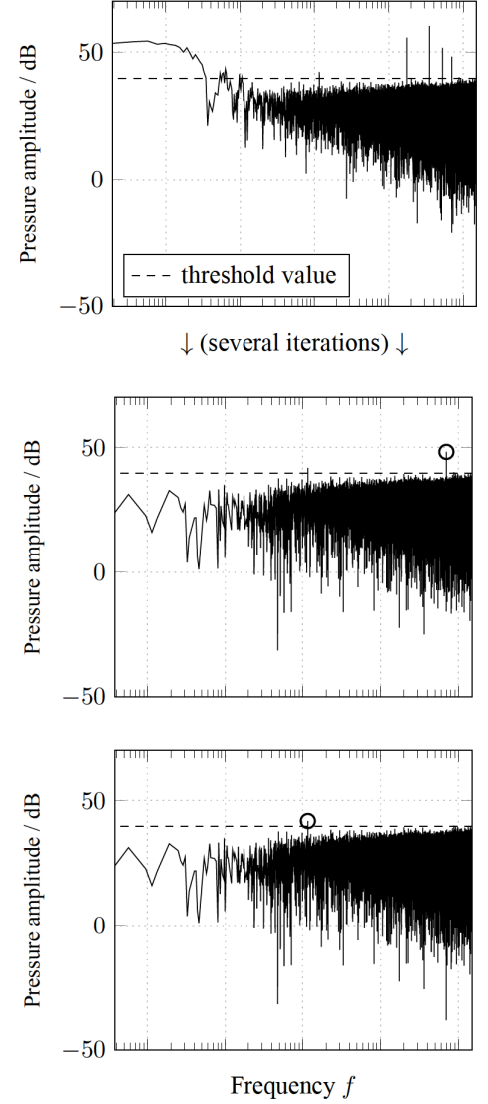 Pressure amplitude / dB
50
0
−50
threshold value
↓ (several iterations) ↓
Pressure amplitude / dB
50
0
−50
Pressure amplitude / dB
50
0
−50
Frequency f